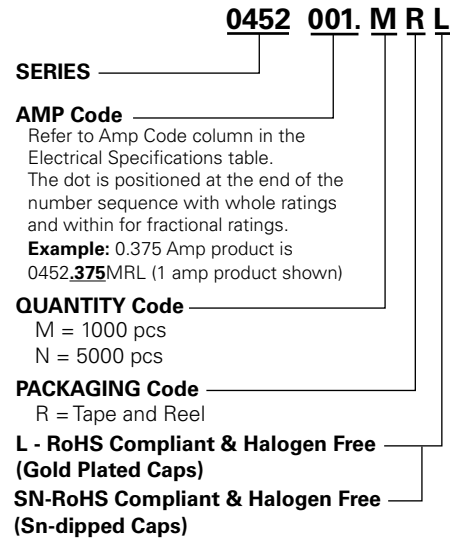 0452 001. M R L
SERIES
AMP Code
Refer to Amp Code column in the
Electrical Specifications table.
The dot is positioned at the end of the
number sequence with whole ratings
and within for fractional ratings.
Example: 0.375 Amp product is
0452.375MRL (1 amp product shown)
QUANTITY Code
M = 1000 pcs
N = 5000 pcs
PACKAGING Code
R = Tape and Reel
L - RoHS Compliant & Halogen Free
(Gold Plated Caps)
SN-RoHS Compliant & Halogen Free
(Sn-dipped Caps)